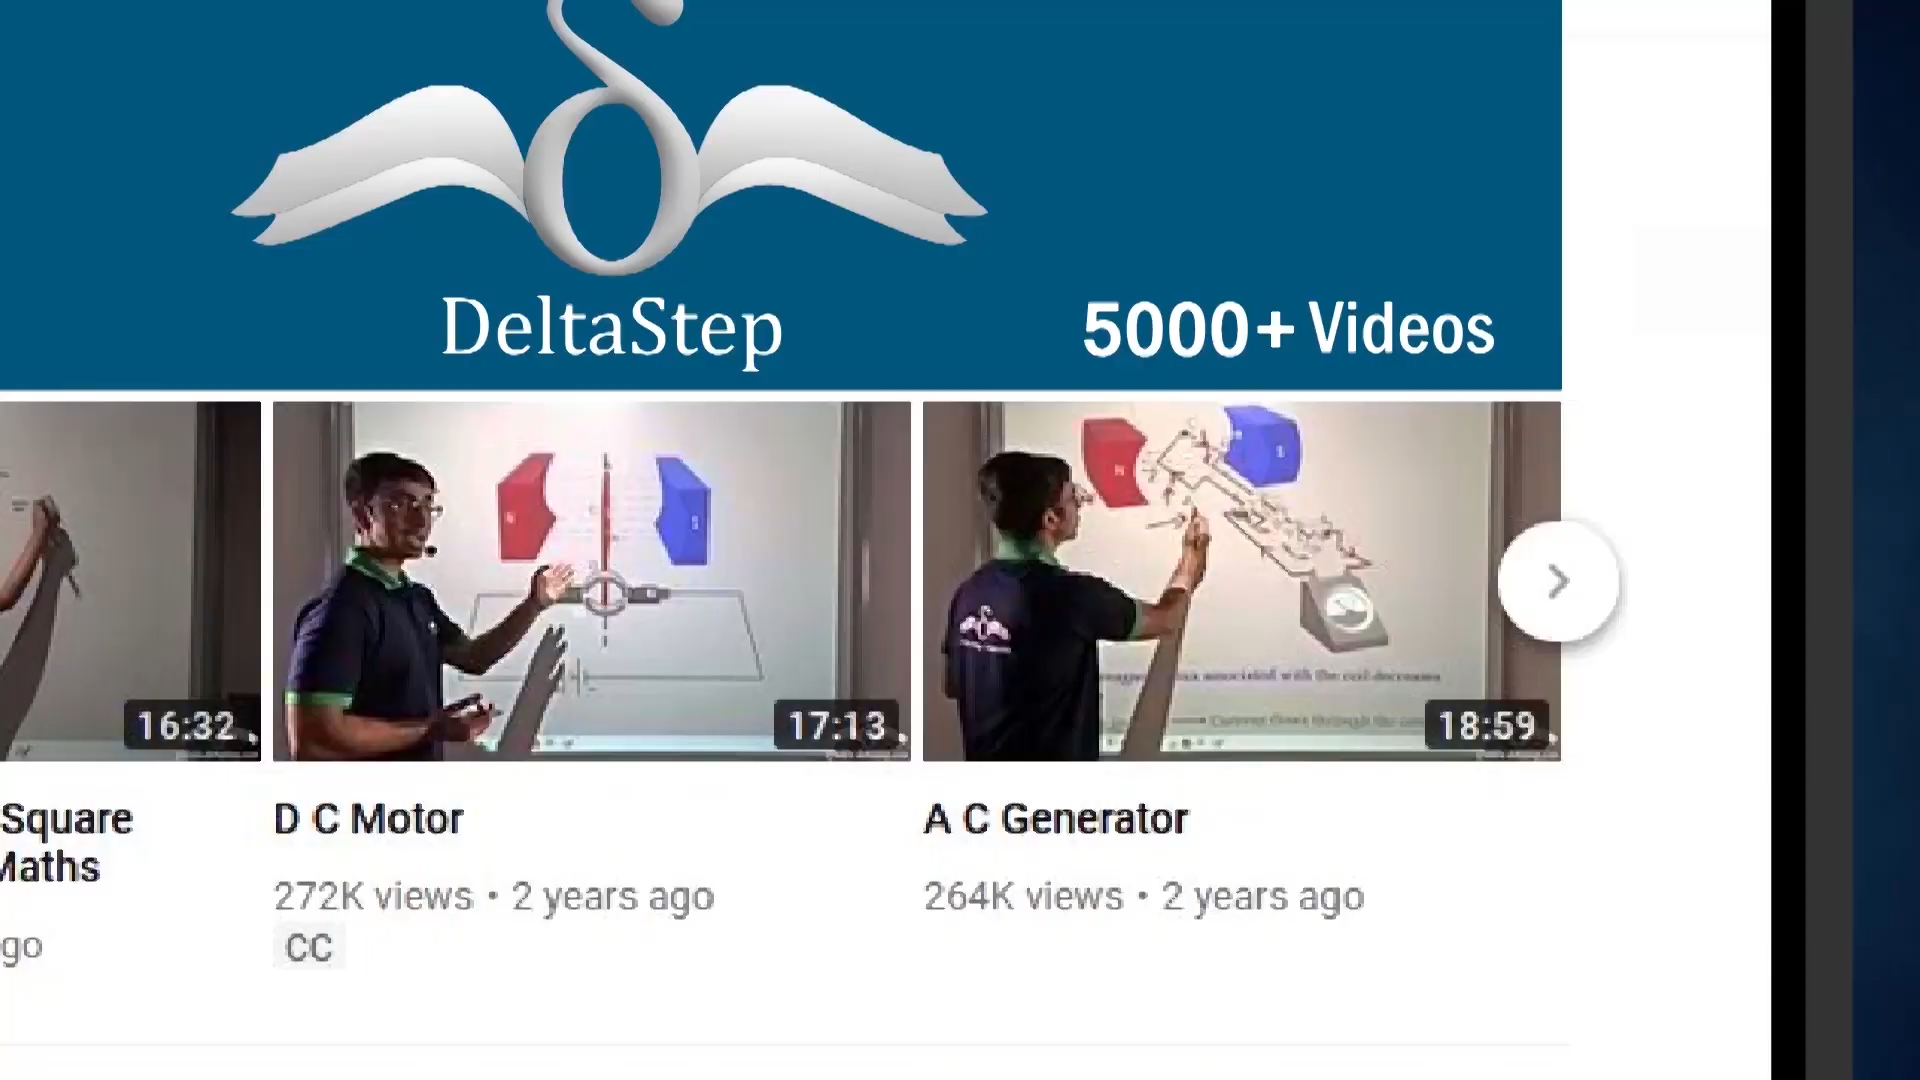 DeltaStep
5000+ Videos
16:32
17:13
18:59
Square
Maths
go
D C Motor
272K views • 2 years ago
CC
A C Generator
264K views • 2 years ago